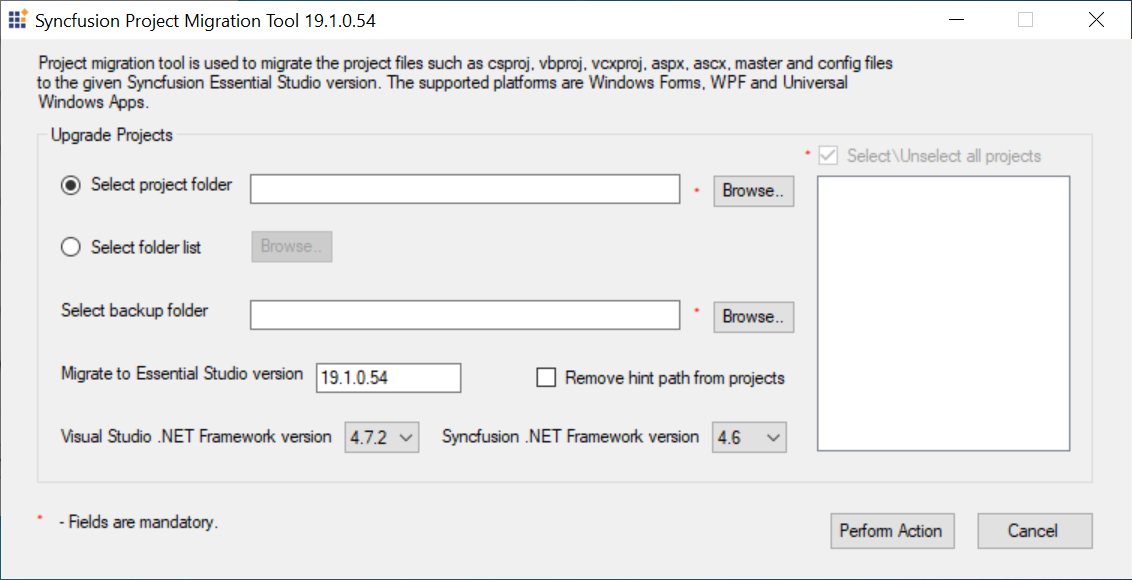 Syncfusion Project Migration Tool 19.1.0.54
Project migration tool is used to migrate the project files such as csproj, vbproj, vcxproj, aspx, ascx, master and config files
to the given Syncfusion Essential Studio version. The supported platforms are Windows Forms, WPF and Universal
Windows Apps.
Upgrade Projects
* Select\Unselect all projects
Select project folder * Browse..
Select folder list Browse..
Select backup folder * Browse..
Migrate to Essential Studio version 19.1.0.54 Remove hint path from projects
Visual Studio .NET Framework version 4.7.2 Syncfusion .NET Framework version 4.6
* - Fields are mandatory.
Perform Action Cancel